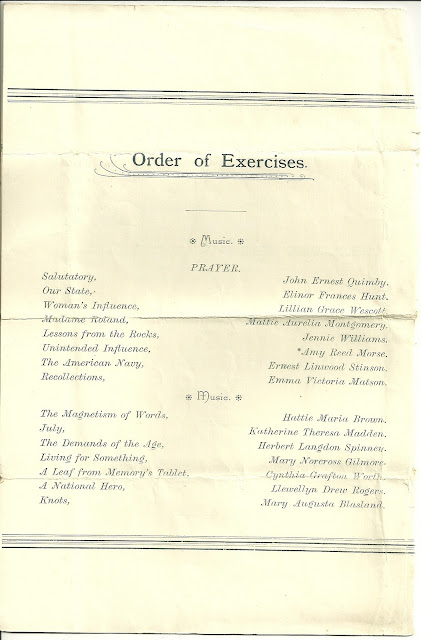 Order of Exercises.
Music.
PRAYER.
Salutatory, John Ernest Quimby.
Our State, Elinor Frances Hunt.
Woman's Influence, Lillian Grace Wescott.
Madame Roland, Mattie Aurelia Montgomery.
Lessons from the Rocks, Jennie Williams.
Unintended Influence, *Amy Reed Morse.
The American Navy, Ernest Linwood Stinson.
Recollections, Emma Victoria Matson.
Music.
The Magnetism of Words, Hattie Maria Brown.
July, Katherine Theresa Madden.
The Demands of the Age, Herbert Langdon Spinney.
Living for Something, Mary Norcross Gilmore.
A Leaf from Memory's Tablet, Cynthia Grafton Worth.
A National Hero, Llewellyn Drew Rogers.
Knots, Mary Augusta Blasland.